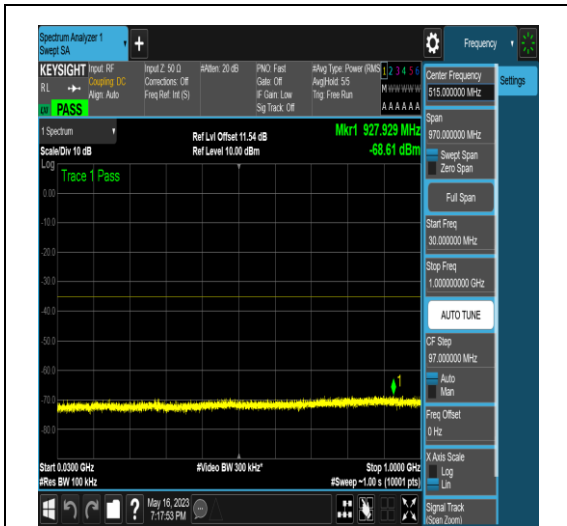 Spectrum Analyzer 1
Swept SA
+
Frequency
KEYSIGHT
Input: RF
Coupling: DC
Align: Auto
Input Z: 50 Ω
Corrections: Off
Freq Ref: Int (S)
#Atten: 20 dB
PNO: Fast
Gate: Off
IF Gain: Low
Sig Track: Off
#Avg Type: Power (RMS
Avg|Hold: 5/5
Trig: Free Run
1 2 3 4 5 6
M W W W W W
A A A A A A
RL
PASS
1 Spectrum
Scale/Div 10 dB
Ref Lvl Offset 11.54 dB
Ref Level 10.00 dBm
Mkr1 927.929 MHz
-68.61 dBm
Log
Trace 1 Pass
0.00
-10.0
-20.0
-30.0
-40.0
-50.0
-60.0
-70.0
-80.0
1
Start 0.0300 GHz
#Res BW 100 kHz
#Video BW 300 kHz*
Stop 1.0000 GHz
#Sweep ~1.00 s (10001 pts)
Center Frequency
515.000000 MHz
Settings
Span
970.000000 MHz
Swept Span
Zero Span
Full Span
Start Freq
30.000000 MHz
Stop Freq
1.000000000 GHz
AUTO TUNE
CF Step
97.000000 MHz
Auto
Man
Freq Offset
0 Hz
X Axis Scale
Log
Lin
Signal Track
(Span Zoom)
?
May 16, 2023
7:17:53 PM